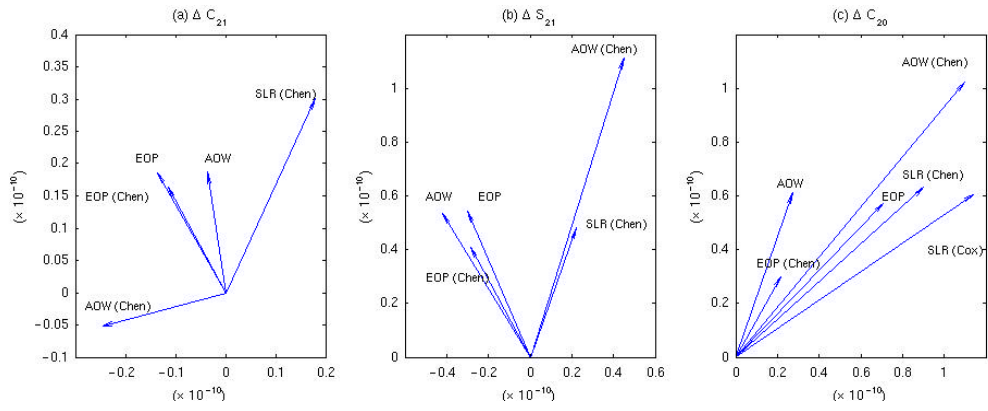 (a) Δ C21
0.4
0.35
0.3
0.25
0.2
0.15
0.1
0.05
0
−0.05
−0.1
(× 10−10)
SLR (Chen)
EOP
AOW
EOP (Chen)
AOW (Chen)
−0.2
−0.1
0
0.1
0.2
(× 10−10)
(b) Δ S21
1
0.8
0.6
0.4
0.2
0
(× 10−10)
AOW (Chen)
AOW
EOP
SLR (Chen)
EOP (Chen)
−0.4
−0.2
0
0.2
0.4
0.6
(× 10−10)
(c) Δ C20
1
0.8
0.6
0.4
0.2
0
(× 10−10)
AOW (Chen)
AOW
SLR (Chen)
EOP
EOP (Chen)
SLR (Cox)
0
0.2
0.4
0.6
0.8
1
(× 10−10)